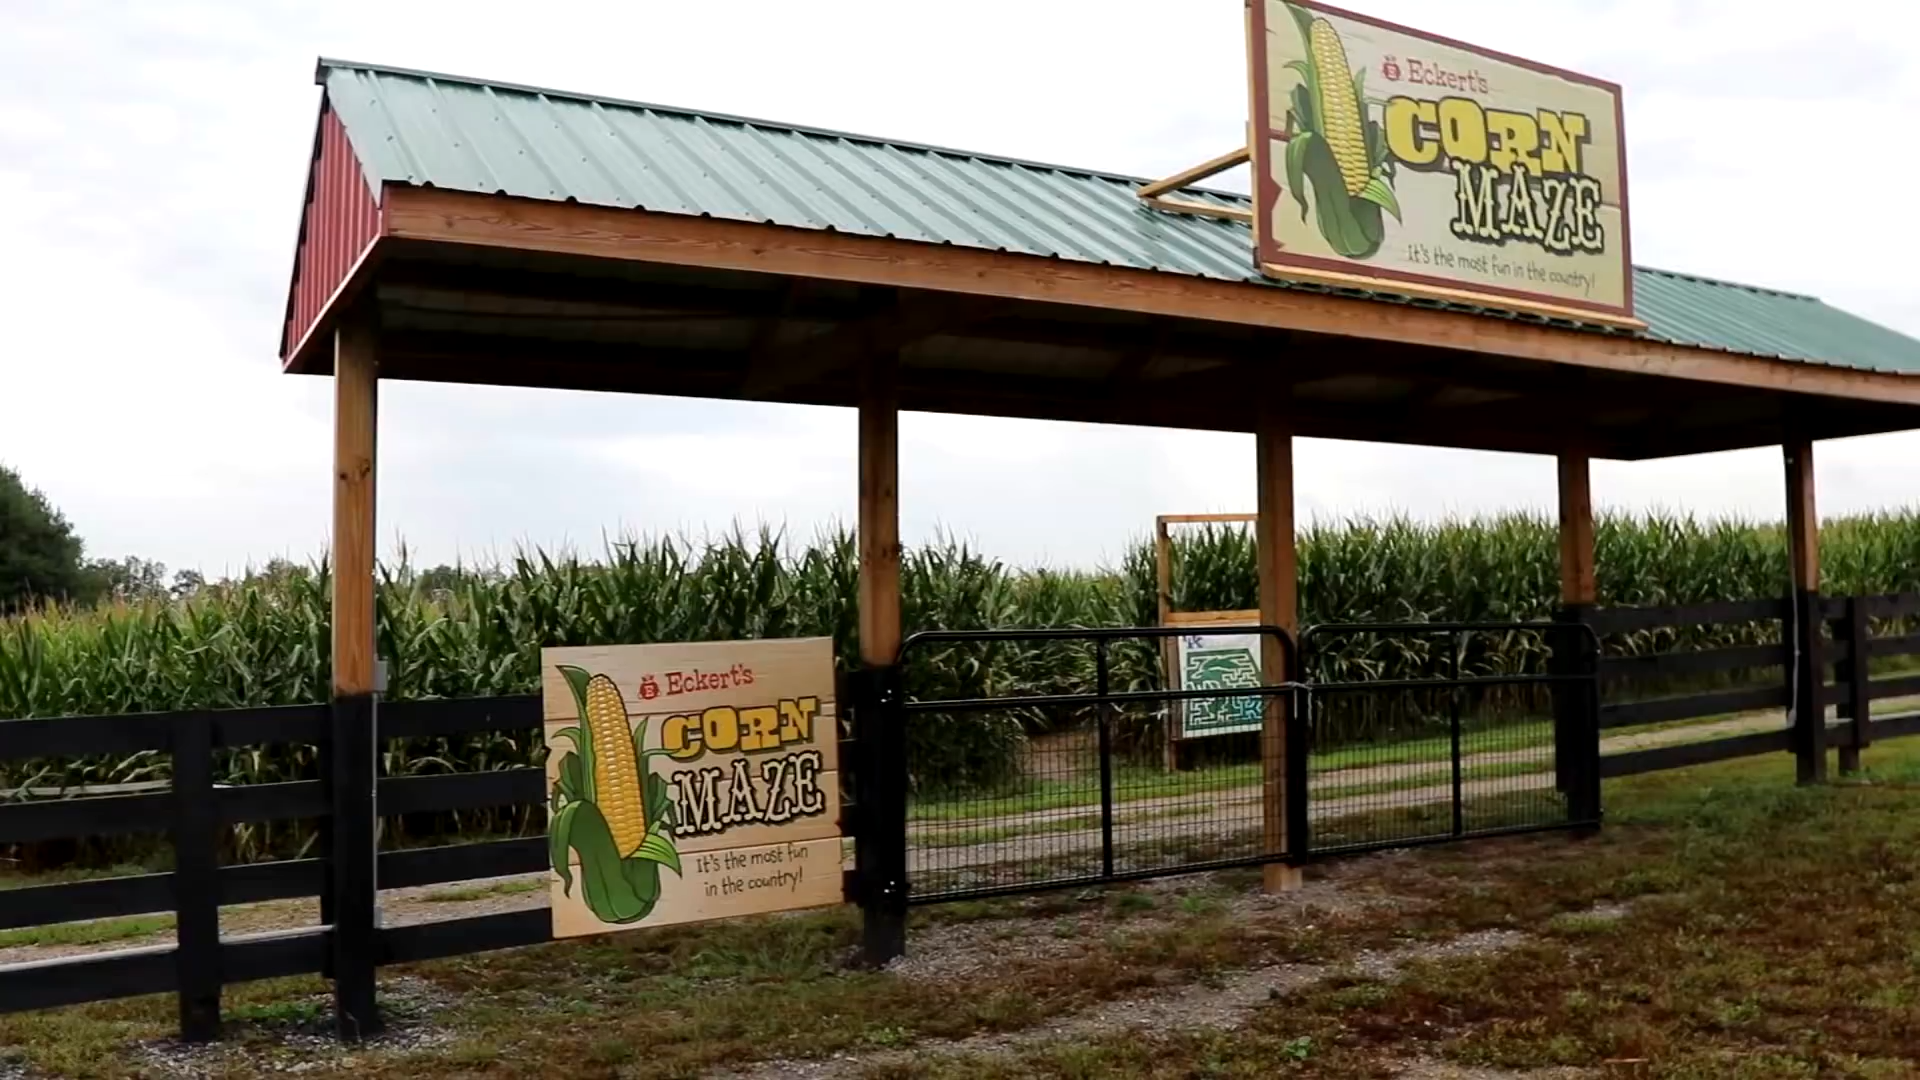 Eckert's
CORN
MAZE
It's the most fun in the country!
E Eckert's
CORN
MAZE
It's the most fun
in the country!
UK